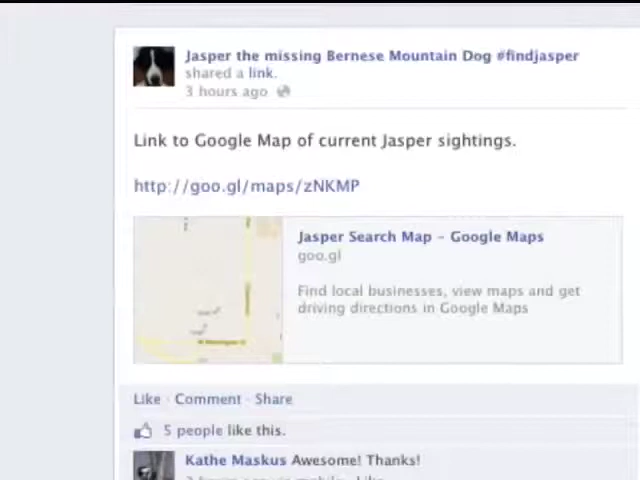 Jasper the missing Bernese Mountain Dog #findjasper
shared a link.
3 hours ago
Link to Google Map of current Jasper sightings.
http://goo.gl/maps/zNKMP
Jasper Search Map - Google Maps
goo.gl
Find local businesses, view maps and get
driving directions in Google Maps
Like · Comment · Share
5 people like this.
Kathe Maskus Awesome! Thanks!